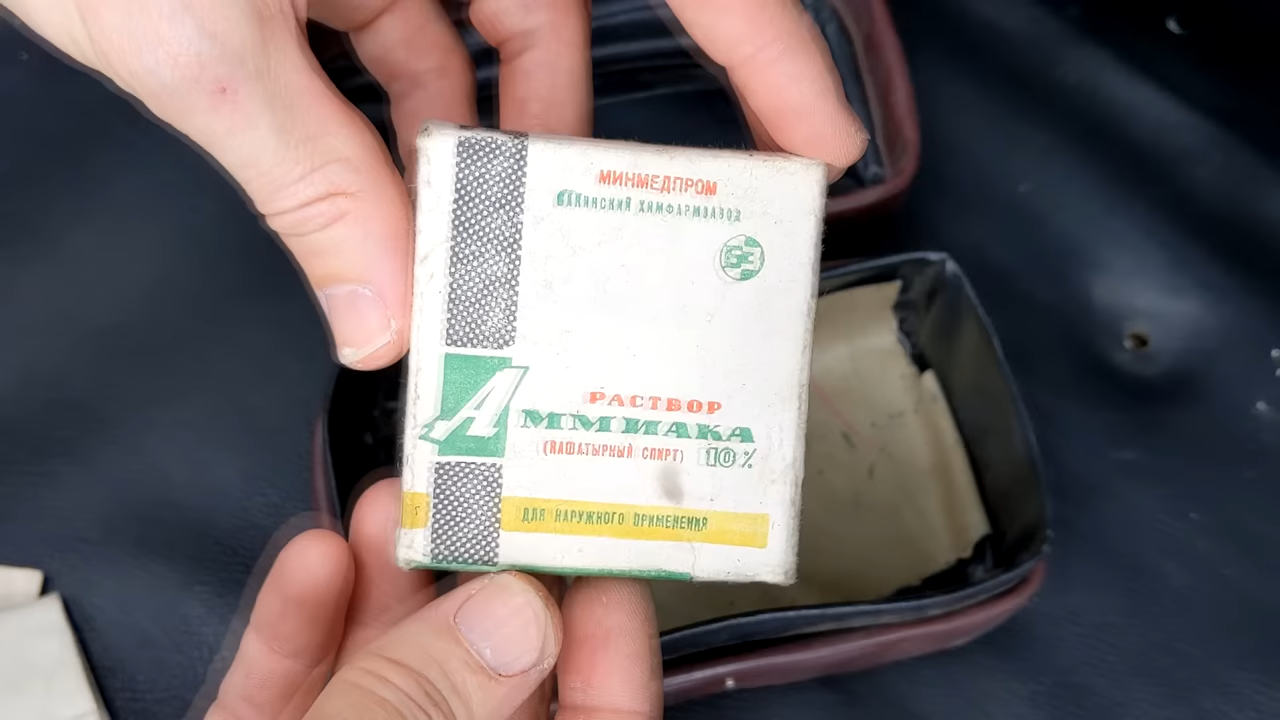 МИНМЕДПРОМ
БАКИНСКИЙ ХИМФАРМЗАВОД
РАСТВОР
АММИАКА
(НАШАТЫРНЫЙ СПИРТ) 10%
ДЛЯ НАРУЖНОГО ПРИМЕНЕНИЯ